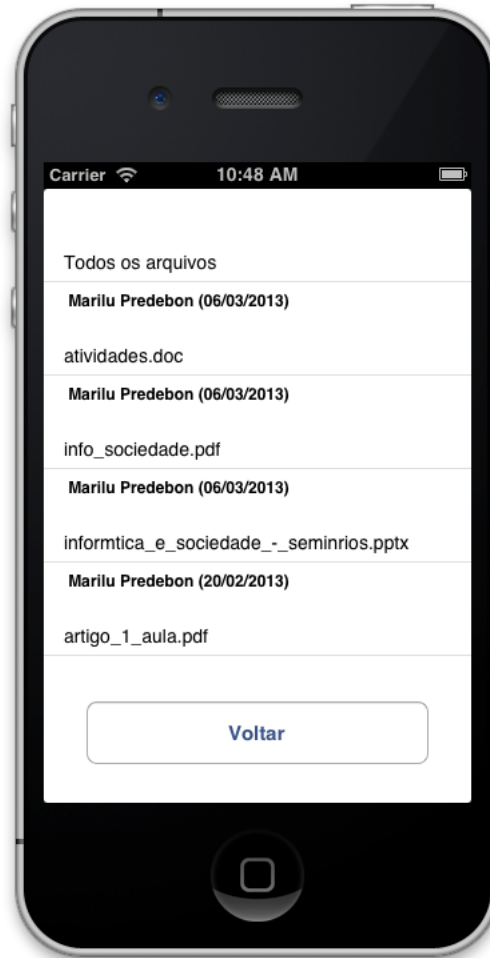 Carrier 10:48 AM
Todos os arquivos
Marilu Predebon (06/03/2013)
atividades.doc
Marilu Predebon (06/03/2013)
info_sociedade.pdf
Marilu Predebon (06/03/2013)
informtica_e_sociedade_-_seminrios.pptx
Marilu Predebon (20/02/2013)
artigo_1_aula.pdf
Voltar